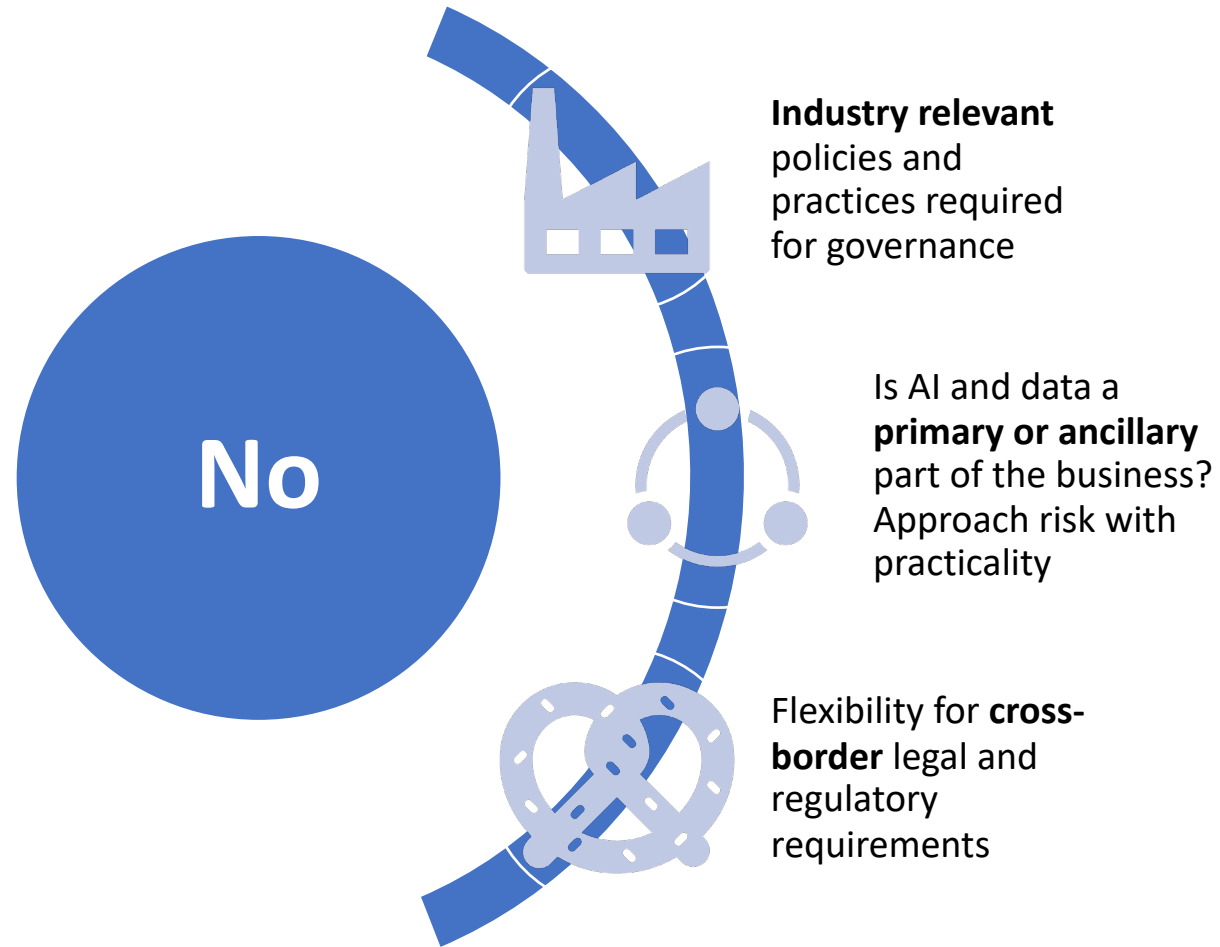 No
Industry relevant
policies and
practices required
for governance
Is AI and data a
primary or ancillary
part of the business?
Approach risk with
practicality
Flexibility for cross-
border legal and
regulatory
requirements